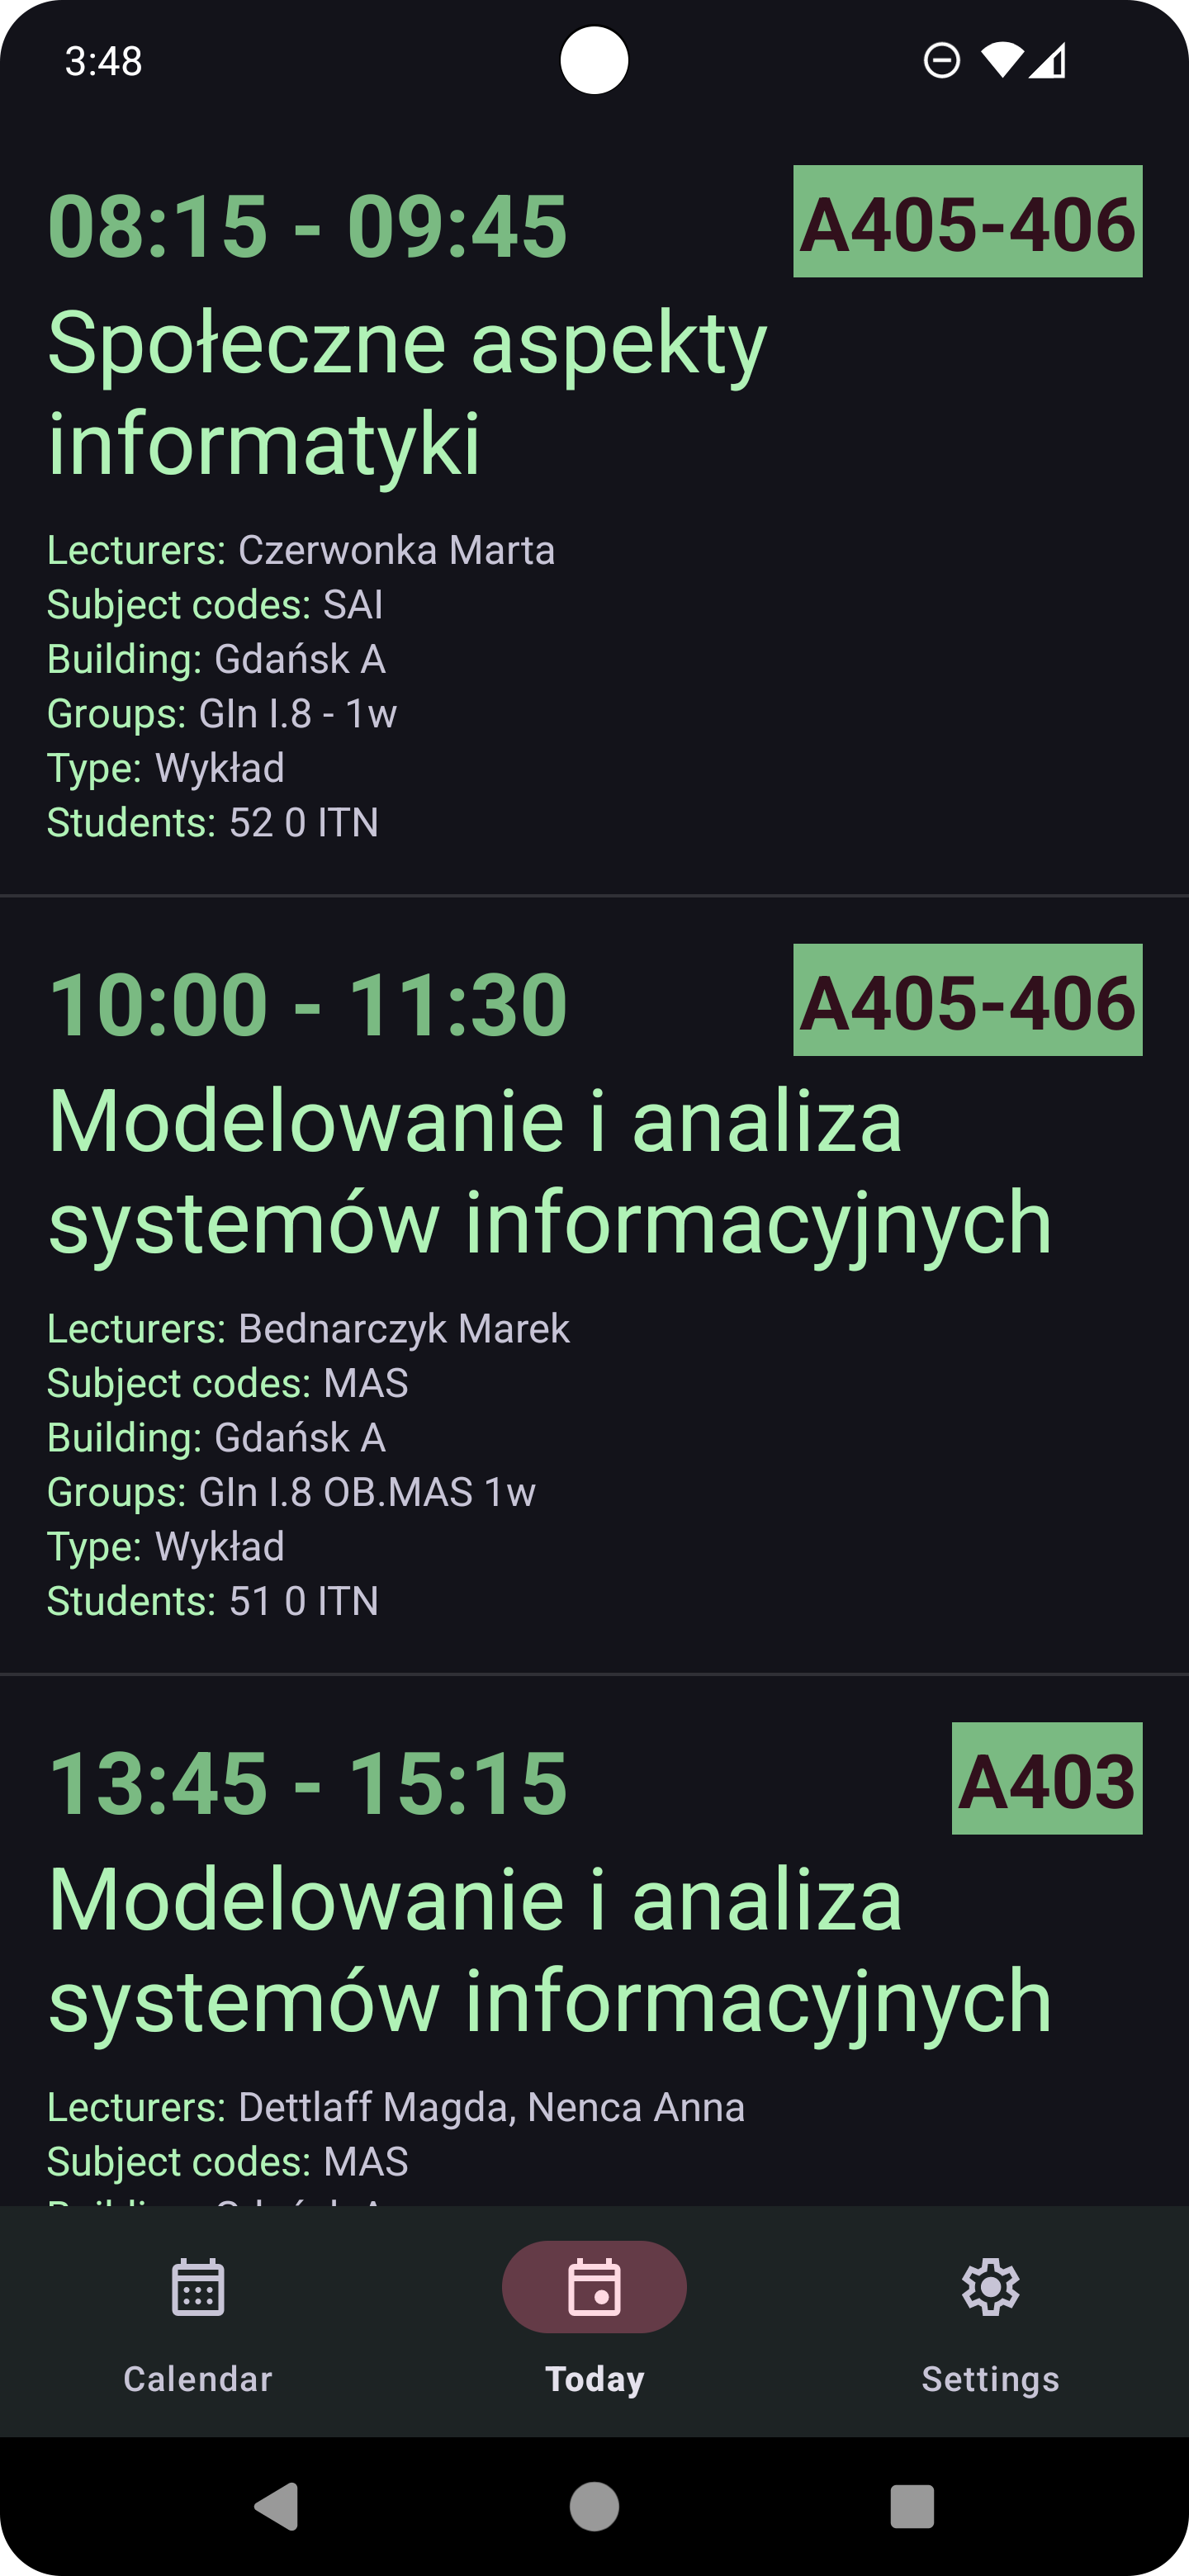 3:48
08:15 - 09:45
A405-406
Społeczne aspekty
informatyki
Lecturers: Czerwonka Marta
Subject codes: SAI
Building: Gdańsk A
Groups: GIn I.8 - 1w
Type: Wykład
Students: 52 0 ITN
10:00 - 11:30
A405-406
Modelowanie i analiza
systemów informacyjnych
Lecturers: Bednarczyk Marek
Subject codes: MAS
Building: Gdańsk A
Groups: GIn I.8 OB.MAS 1w
Type: Wykład
Students: 51 0 ITN
13:45 - 15:15
A403
Modelowanie i analiza
systemów informacyjnych
Lecturers: Dettlaff Magda, Nenca Anna
Subject codes: MAS
Calendar
Today
Settings